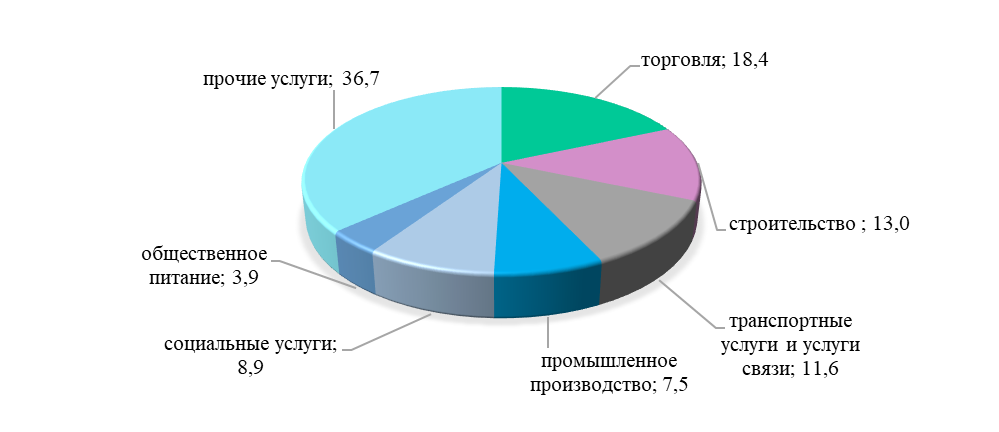 торговля; 18,4
прочие услуги; 36,7
строительство ; 13,0
общественное
питание; 3,9
транспортные
услуги и услуги
связи; 11,6
социальные услуги;
8,9
промышленное
производство; 7,5